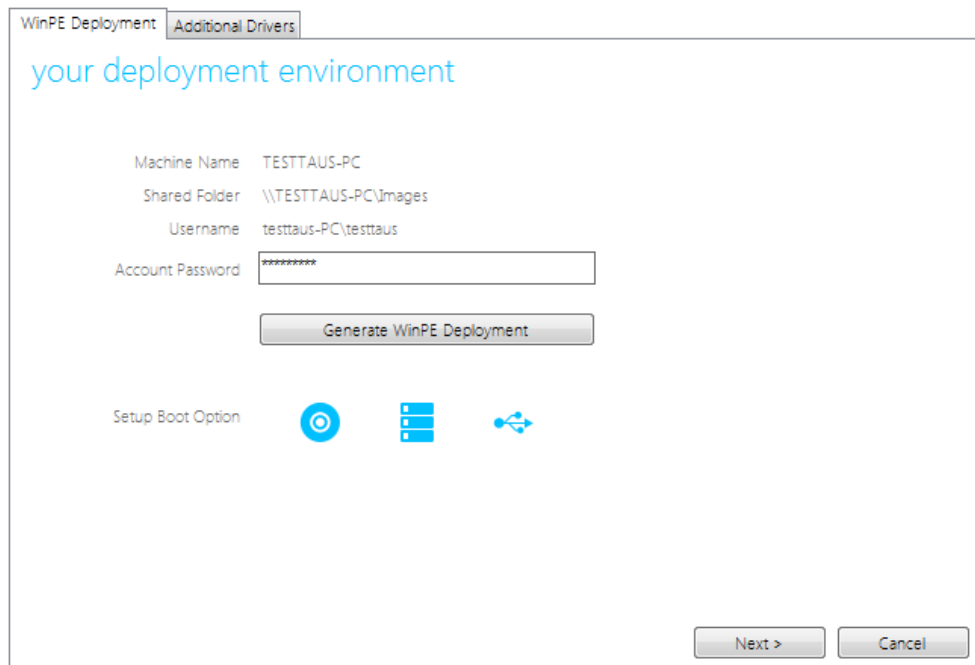 WinPE Deployment Additional Drivers
your deployment environment
Machine Name TESTTAUS-PC
Shared Folder \\TESTTAUS-PC\Images
Username testtaus-PC\testtaus
Account Password *********
Generate WinPE Deployment
Setup Boot Option
Next > Cancel